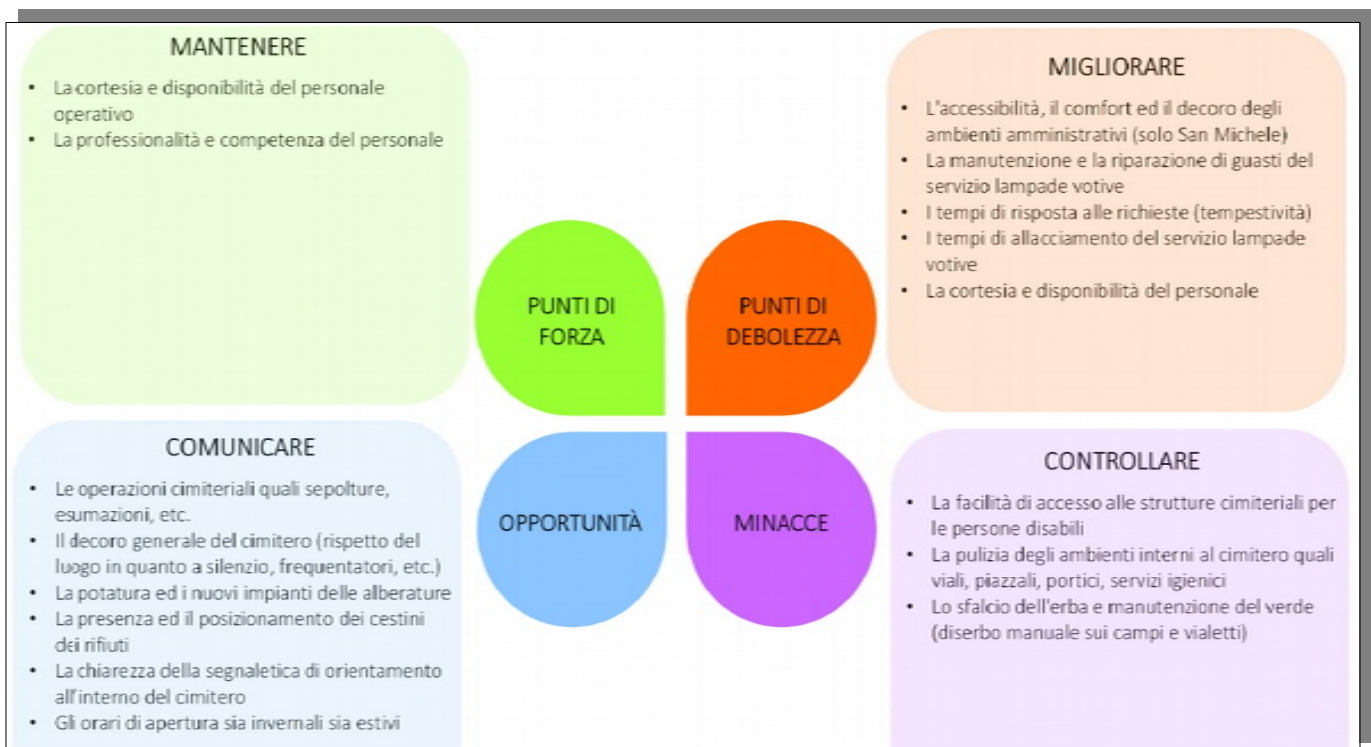 MANTENERE
• La cortesia e disponibilità del personale
operativo
• La professionalità e competenza del personale
MIGLIORARE
• L'accessibilità, il comfort ed il decoro degli
ambienti amministrativi (solo San Michele)
• La manutenzione e la riparazione di guasti del
servizio lampade votive
• I tempi di risposta alle richieste (tempestività)
• I tempi di allacciamento del servizio lampade
votive
• La cortesia e disponibilità del personale
PUNTI DI
FORZA
PUNTI DI
DEBOLEZZA
OPPORTUNITÀ
MINACCE
COMUNICARE
• Le operazioni cimiteriali quali sepolture,
esumazioni, etc.
• Il decoro generale del cimitero (rispetto del
luogo in quanto a silenzio, frequentatori, etc.)
• La potatura ed i nuovi impianti delle alberature
• La presenza ed il posizionamento dei cestini
dei rifiuti
• La chiarezza della segnaletica di orientamento
all'interno del cimitero
• Gli orari di apertura sia invernali sia estivi
CONTROLLARE
• La facilità di accesso alle strutture cimiteriali per
le persone disabili
• La pulizia degli ambienti interni al cimitero quali
viali, piazzali, portici, servizi igienici
• Lo sfalcio dell'erba e manutenzione del verde
(diserbo manuale sui campi e vialetti)